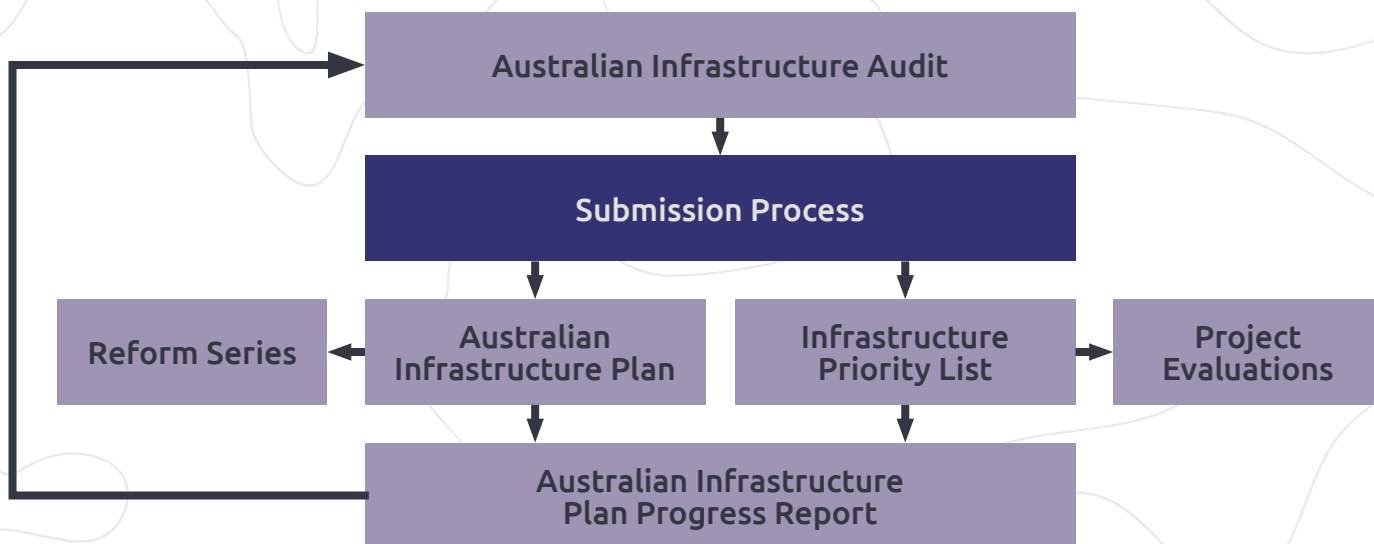 Australian Infrastructure Audit
Submission Process
Reform Series
Australian
Infrastructure Plan
Infrastructure
Priority List
Project
Evaluations
Australian Infrastructure
Plan Progress Report